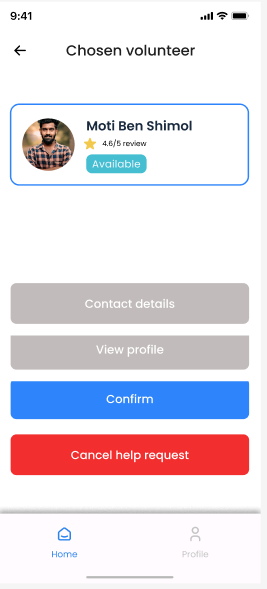 9:41
Chosen volunteer
Moti Ben Shimol
4.6/5 review
Available
Contact details
View profile
Confirm
Cancel help request
Home
Profile